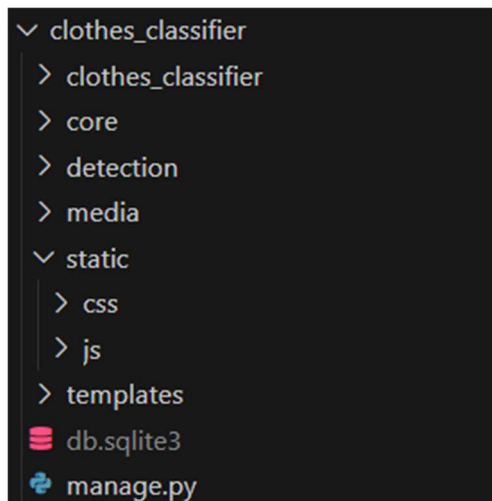 clothes_classifier
clothes_classifier
core
detection
media
static
css
js
templates
db.sqlite3
manage.py